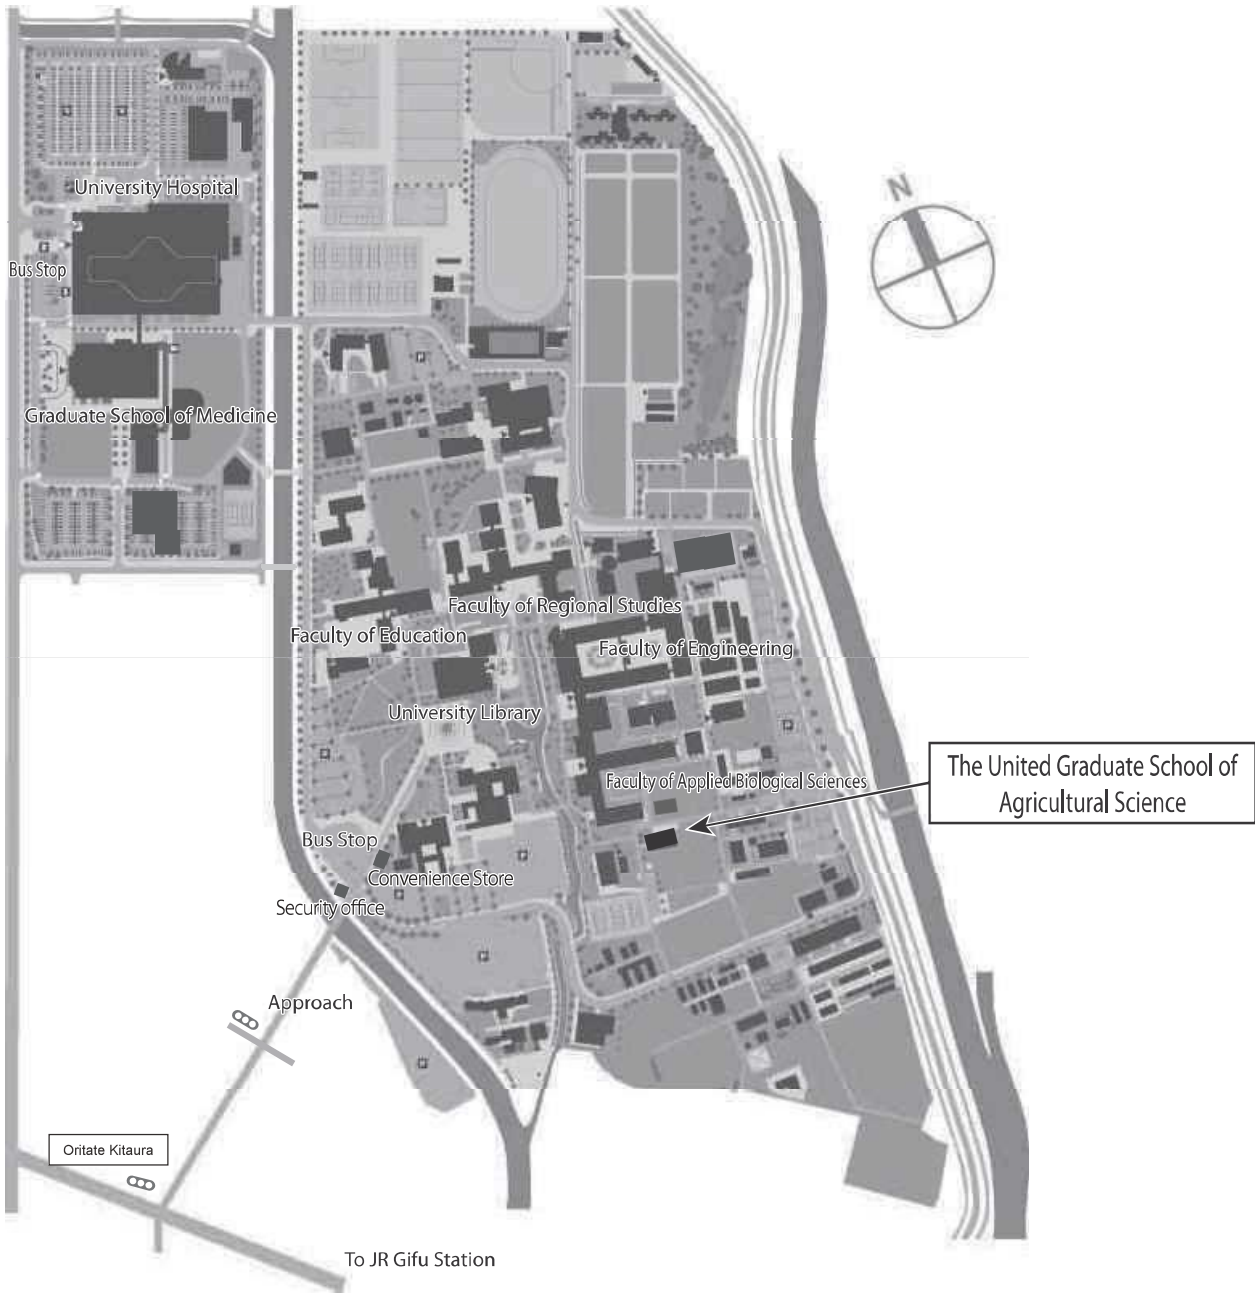 N
University Hospital
Bus Stop
Graduate School of Medicine
Faculty of Regional Studies
Faculty of Education
Faculty of Engineering
University Library
The United Graduate School of
Agricultural Science
Faculty of Applied Biological Sciences
Bus Stop
Convenience Store
Security office
Approach
Oritate Kitaura
To JR Gifu Station